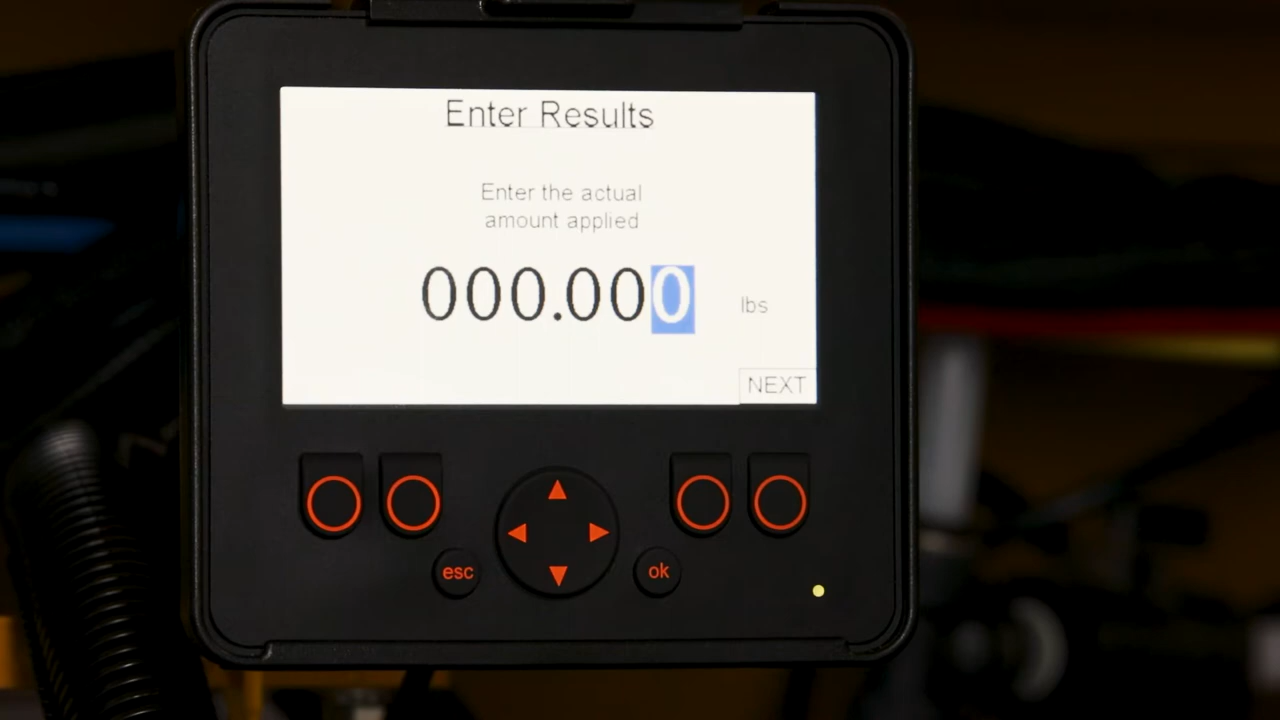 Enter Results
Enter the actual
amount applied
000.000 lbs
NEXT
esc
ok